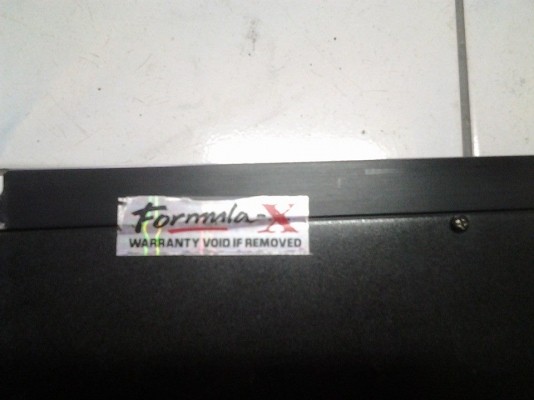 Formula-X
WARRANTY VOID IF REMOVED